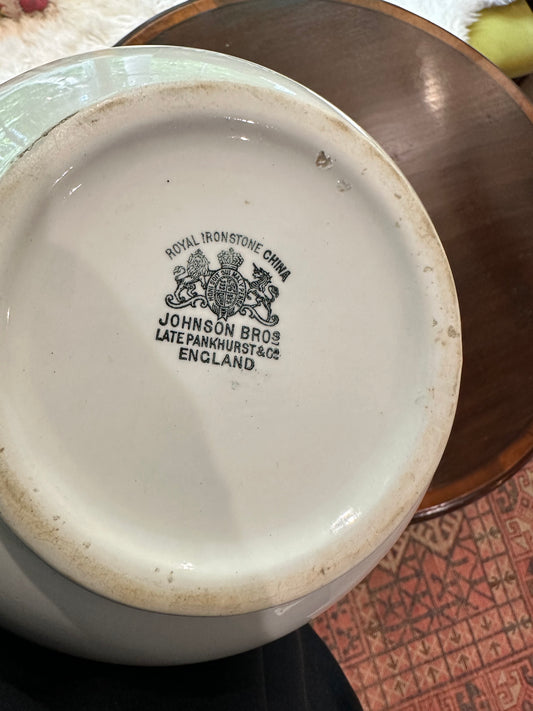 ROYAL IRONSTONE CHINA
JOHNSON BROS
LATE PANKHURST & CO
ENGLAND